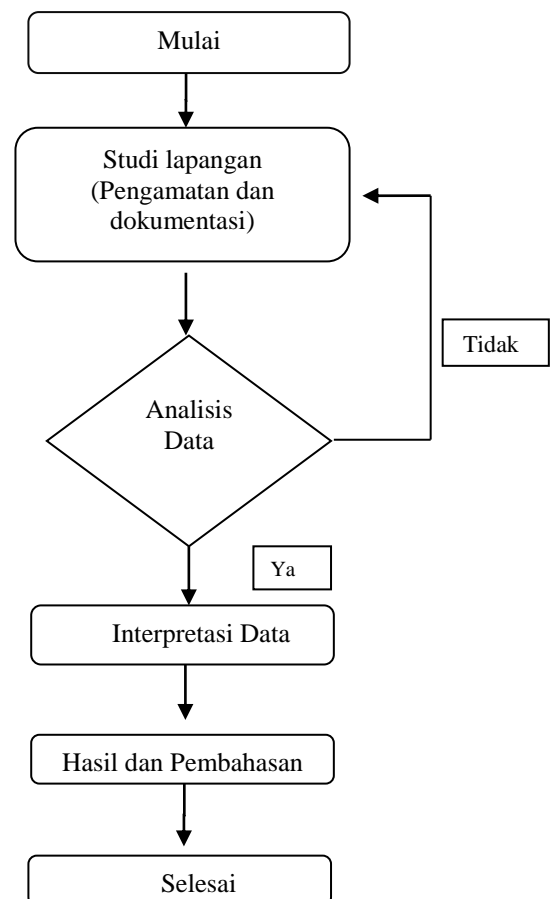 Mulai
Studi lapangan
(Pengamatan dan
dokumentasi)
Tidak
Analisis
Data
Ya
Interpretasi Data
Hasil dan Pembahasan
Selesai